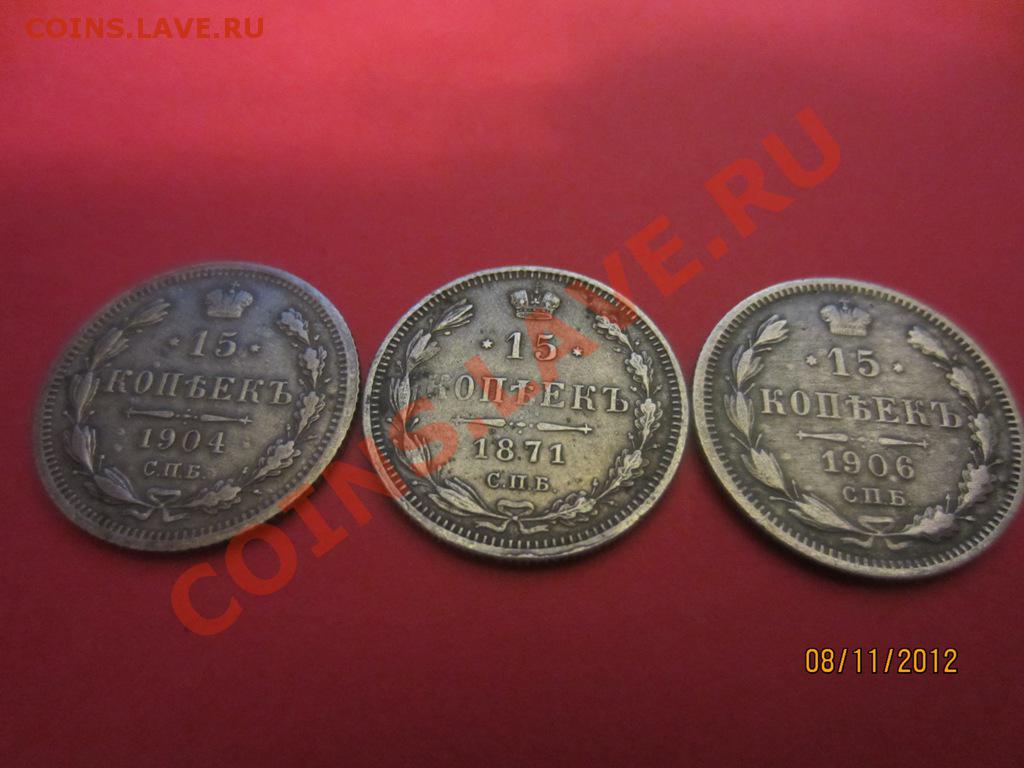 COINS.LAVE.RU
COINS.LAVE.RU
* 15 *
КОПѢЕКЪ
1904
С.П.Б.
* 15 *
КОПѢЕКЪ
1871
С.П.Б.
* 15 *
КОПѢЕКЪ
1906
С.П.Б.
08/11/2012